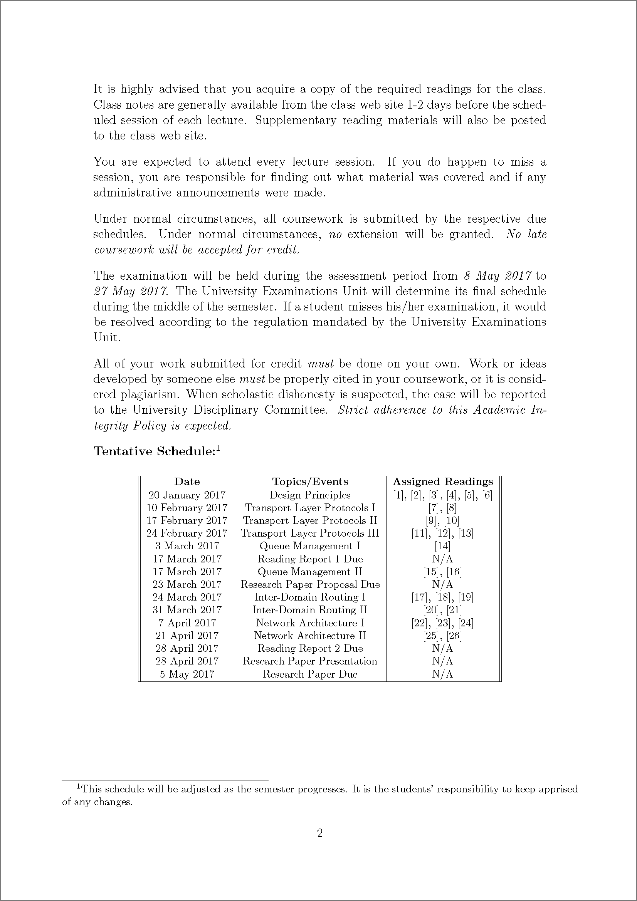 It is highly advised that you acquire a copy of the required readings for the class.
Class notes are generally available from the class web site 1-2 days before the sched-
uled session of each lecture. Supplementary reading materials will also be posted
to the class web site.
You are expected to attend every lecture session. If you do happen to miss a
session, you are responsible for finding out what material was covered and if any
administrative announcements were made.
Under normal circumstances, all coursework is submitted by the respective due
schedules. Under normal circumstances, no extension will be granted. No late
coursework will be accepted for credit.
The examination will be held during the assessment period from 8 May 2017 to
27 May 2017. The University Examinations Unit will determine its final schedule
during the middle of the semester. If a student misses his/her examination, it would
be resolved according to the regulation mandated by the University Examinations
Unit.
All of your work submitted for credit must be done on your own. Work or ideas
developed by someone else must be properly cited in your coursework, or it is consid-
ered plagiarism. When scholastic dishonesty is suspected, the case will be reported
to the University Disciplinary Committee. Strict adherence to this Academic In-
tegrity Policy is expected.
Tentative Schedule:1
Date Topics/Events Assigned Readings
20 January 2017 Design Principles [1], [2], [3], [4], [5], [6]
10 February 2017 Transport Layer Protocols I [7], [8]
17 February 2017 Transport Layer Protocols II [9], [10]
24 February 2017 Transport Layer Protocols III [11], [12], [13]
3 March 2017 Queue Management I [14]
17 March 2017 Reading Report 1 Due N/A
17 March 2017 Queue Management II [15], [16]
23 March 2017 Research Paper Proposal Due N/A
24 March 2017 Inter-Domain Routing I [17], [18], [19]
31 March 2017 Inter-Domain Routing II [20], [21]
7 April 2017 Network Architecture I [22], [23], [24]
21 April 2017 Network Architecture II [25], [26]
28 April 2017 Reading Report 2 Due N/A
28 April 2017 Research Paper Presentation N/A
5 May 2017 Research Paper Due N/A
1This schedule will be adjusted as the semester progresses. It is the students' responsibility to keep apprised
of any changes.
2